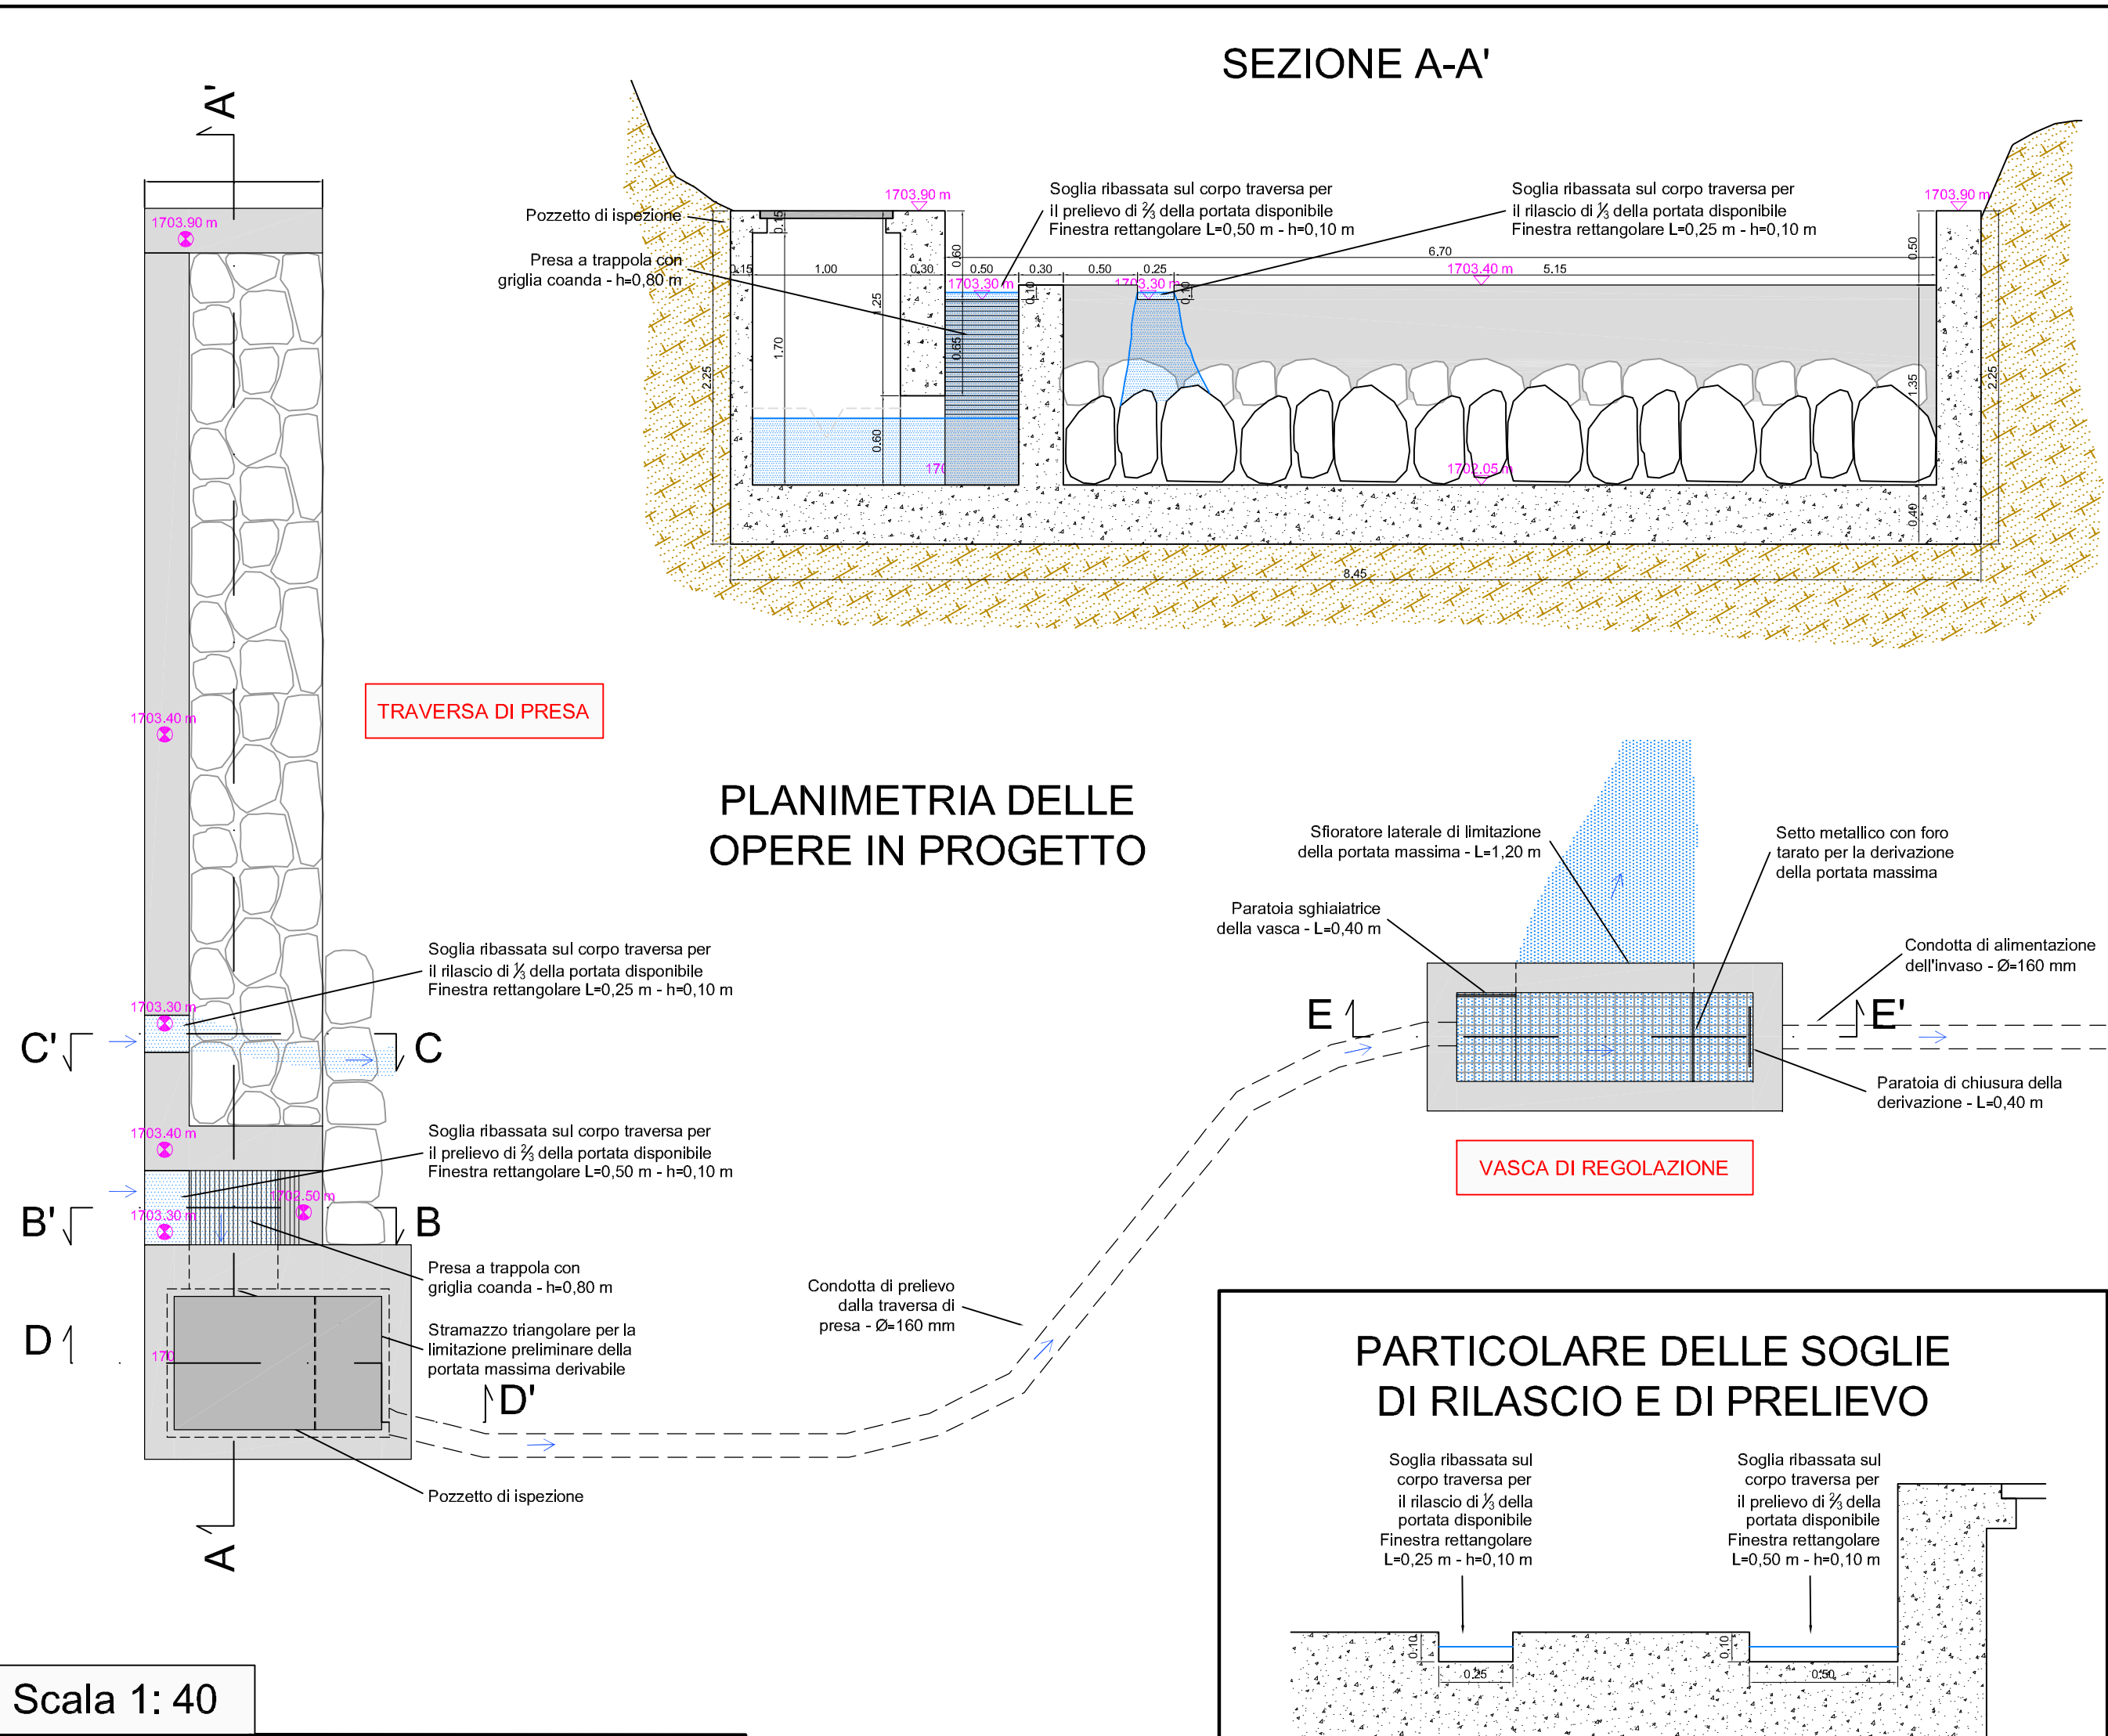 SEZIONE A-A'
A'
1703.90 m
1703.40 m
1703.30 m
1703.40 m
1703.30 m
1702.50 m
C'
C
B'
B
D
D'
A
Pozzetto di ispezione
Presa a trappola con
griglia coanda - h=0,80 m
1703.90 m
Soglia ribassata sul corpo traversa per
il prelievo di ⅔ della portata disponibile
Finestra rettangolare L=0,50 m - h=0,10 m
Soglia ribassata sul corpo traversa per
il rilascio di ⅓ della portata disponibile
Finestra rettangolare L=0,25 m - h=0,10 m
1703.90 m
0.15
0.60
0.50
6.70
0.15
1.00
0.30
0.50
0.30
0.50
0.25
5.15
1703.30 m
1703.30 m
1703.40 m
0.10
0.10
1.25
0.65
1.70
2.25
0.60
1.35
2.25
170
1702.05 m
0.40
8.45
TRAVERSA DI PRESA
PLANIMETRIA DELLE
OPERE IN PROGETTO
Soglia ribassata sul corpo traversa per
il rilascio di ⅓ della portata disponibile
Finestra rettangolare L=0,25 m - h=0,10 m
Soglia ribassata sul corpo traversa per
il prelievo di ⅔ della portata disponibile
Finestra rettangolare L=0,50 m - h=0,10 m
Presa a trappola con
griglia coanda - h=0,80 m
Stramazzo triangolare per la
limitazione preliminare della
portata massima derivabile
170
Pozzetto di ispezione
Condotta di prelievo
dalla traversa di
presa - Ø=160 mm
Sfioratore laterale di limitazione
della portata massima - L=1,20 m
Setto metallico con foro
tarato per la derivazione
della portata massima
Paratoia sghiaiatrice
della vasca - L=0,40 m
Condotta di alimentazione
dell'invaso - Ø=160 mm
E
E'
Paratoia di chiusura della
derivazione - L=0,40 m
VASCA DI REGOLAZIONE
PARTICOLARE DELLE SOGLIE
DI RILASCIO E DI PRELIEVO
Soglia ribassata sul
corpo traversa per
il rilascio di ⅓ della
portata disponibile
Finestra rettangolare
L=0,25 m - h=0,10 m
Soglia ribassata sul
corpo traversa per
il prelievo di ⅔ della
portata disponibile
Finestra rettangolare
L=0,50 m - h=0,10 m
0.10
0.25
0.10
0.50
Scala 1: 40